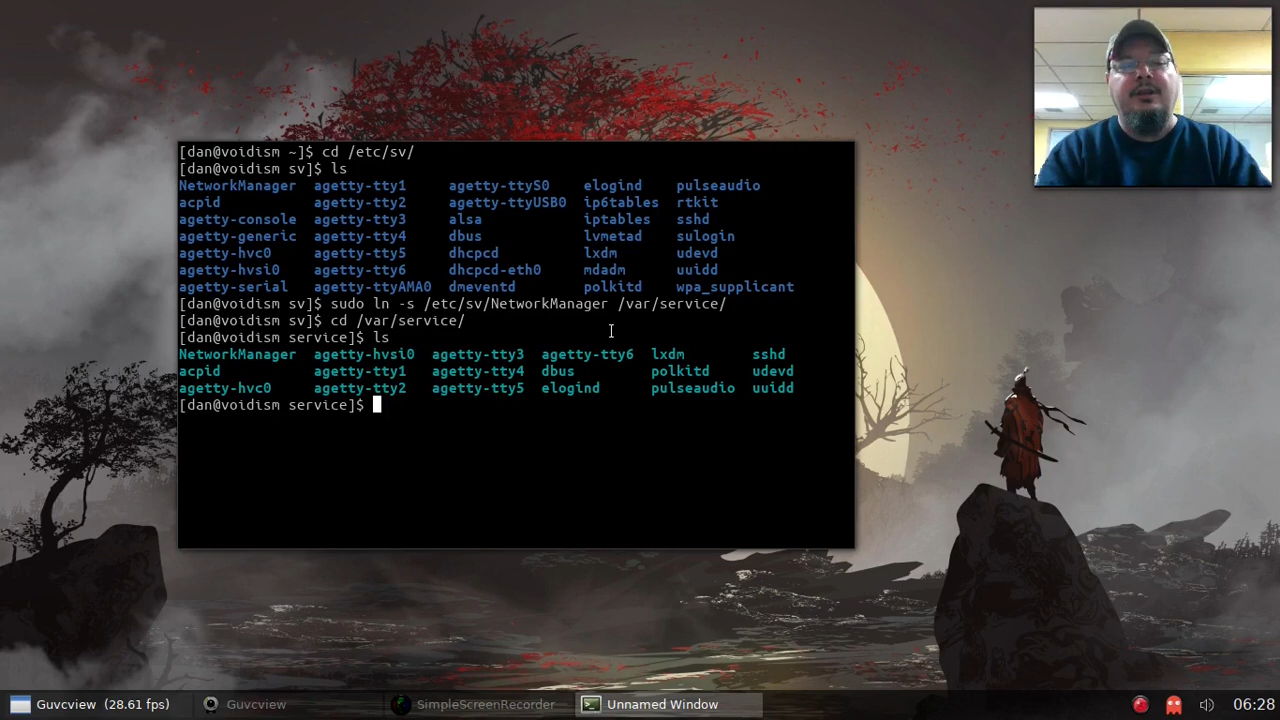 [dan@voidism ~]$ cd /etc/sv/
[dan@voidism sv]$ ls
NetworkManager agetty-tty1 agetty-ttyS0 elogind pulseaudio
acpid agetty-tty2 agetty-ttyUSB0 ip6tables rtkit
agetty-console agetty-tty3 alsa iptables sshd
agetty-generic agetty-tty4 dbus lvmetad sulogin
agetty-hvc0 agetty-tty5 dhcpcd lxdm udevd
agetty-hvsi0 agetty-tty6 dhcpcd-eth0 mdadm uuidd
agetty-serial agetty-ttyAMA0 dmeventd polkitd wpa_supplicant
[dan@voidism sv]$ sudo ln -s /etc/sv/NetworkManager /var/service/
[dan@voidism sv]$ cd /var/service/
[dan@voidism service]$ ls
NetworkManager agetty-hvsi0 agetty-tty3 agetty-tty6 lxdm sshd
acpid agetty-tty1 agetty-tty4 dbus polkitd udevd
agetty-hvc0 agetty-tty2 agetty-tty5 elogind pulseaudio uuidd
[dan@voidism service]$
Guvcview (28.61 fps) Guvcview SimpleScreenRecorder Unnamed Window 06:28